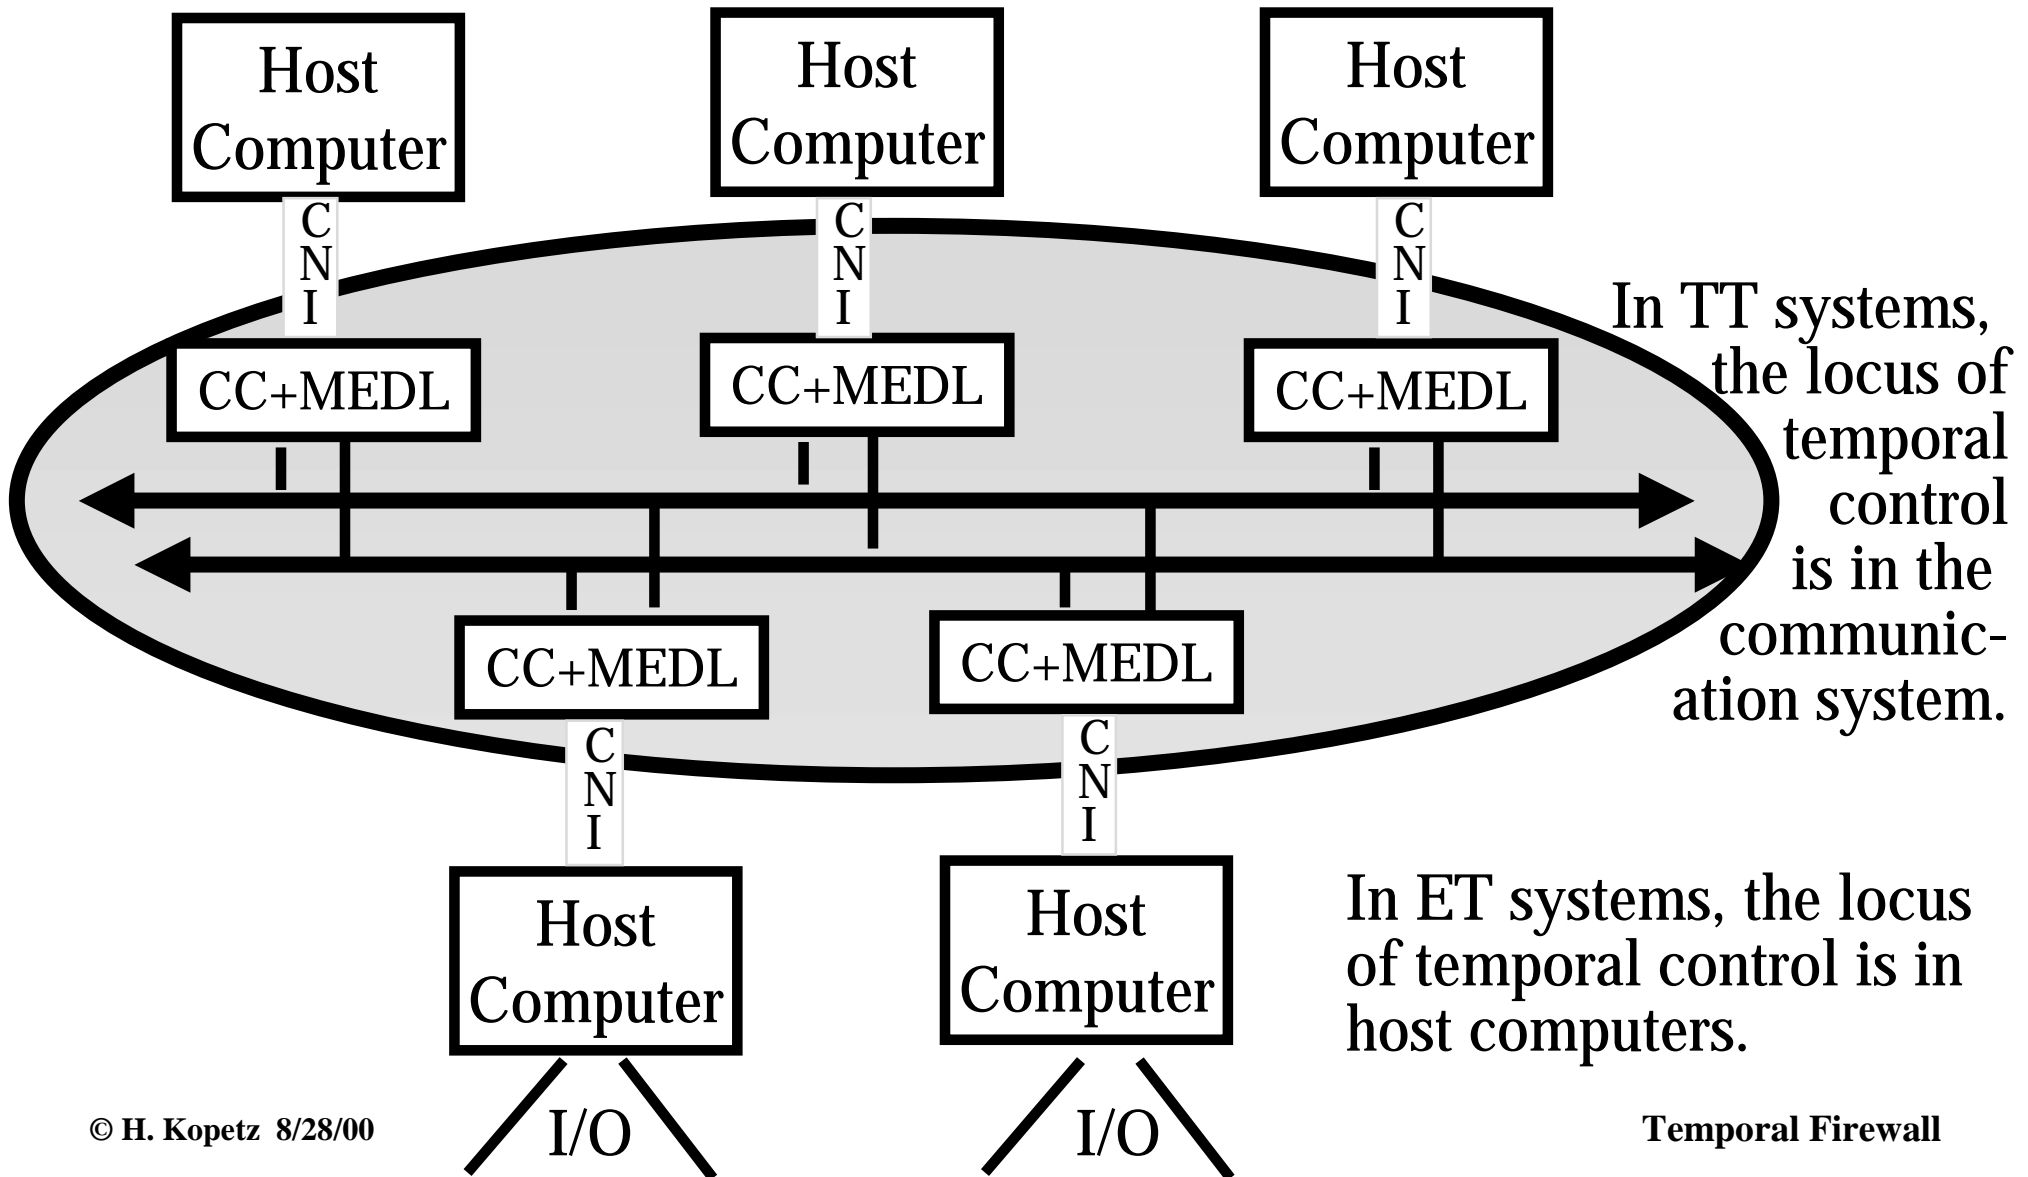 Host
Computer
Host
Computer
Host
Computer
C
N
I
C
N
I
C
N
I
CC+MEDL
CC+MEDL
CC+MEDL
In TT systems,
the locus of
temporal
control
is in the
communic-
ation system.
CC+MEDL
CC+MEDL
C
N
I
C
N
I
Host
Computer
Host
Computer
In ET systems, the locus
of temporal control is in
host computers.
I/O
I/O
© H. Kopetz 8/28/00
Temporal Firewall